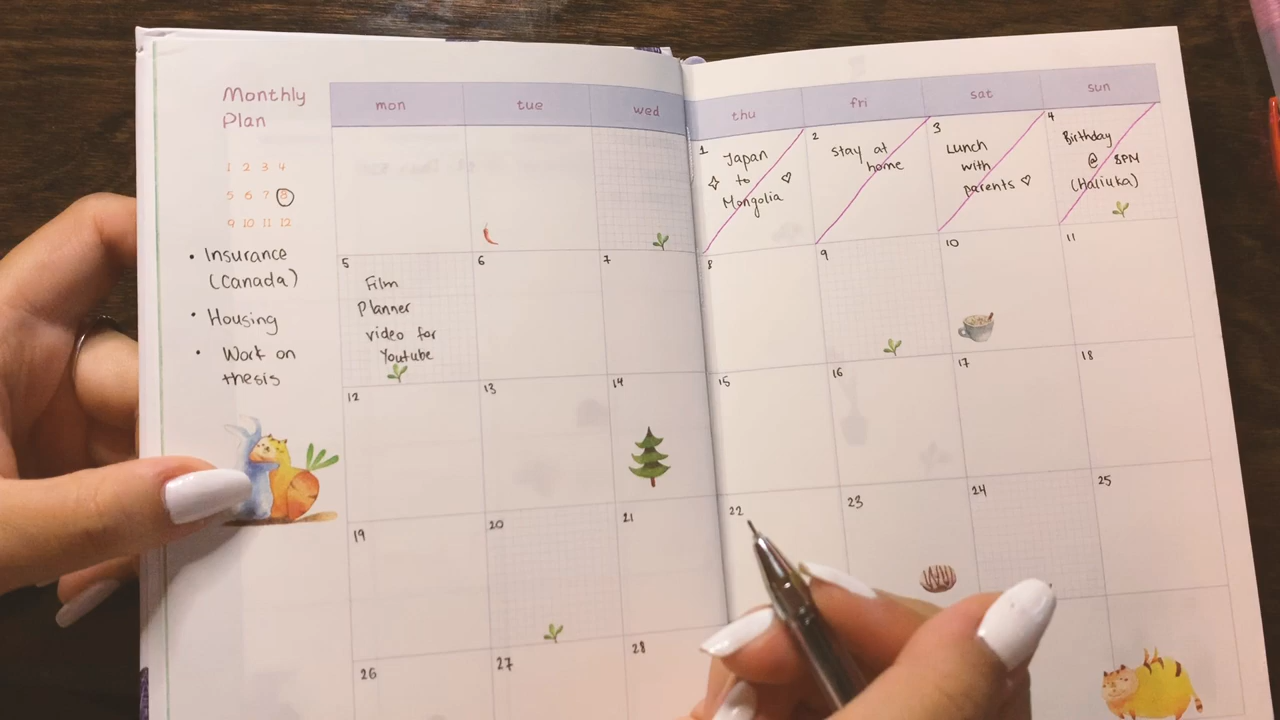 Monthly
Plan
1 2 3 4
5 6 7 8
9 10 11 12
• Insurance
(Canada)
• Housing
• Work on
thesis
mon tue wed thu fri sat sun
1
Japan
to
Mongolia
2
stay at
home
3
Lunch
with
parents
4
Birthday
@ 8PM
(Haliuka)
5
Film
Planner
video for
Youtube
6
7
8
9
10
11
12
13
14
15
16
17
18
19
20
21
22
23
24
25
26
27
28